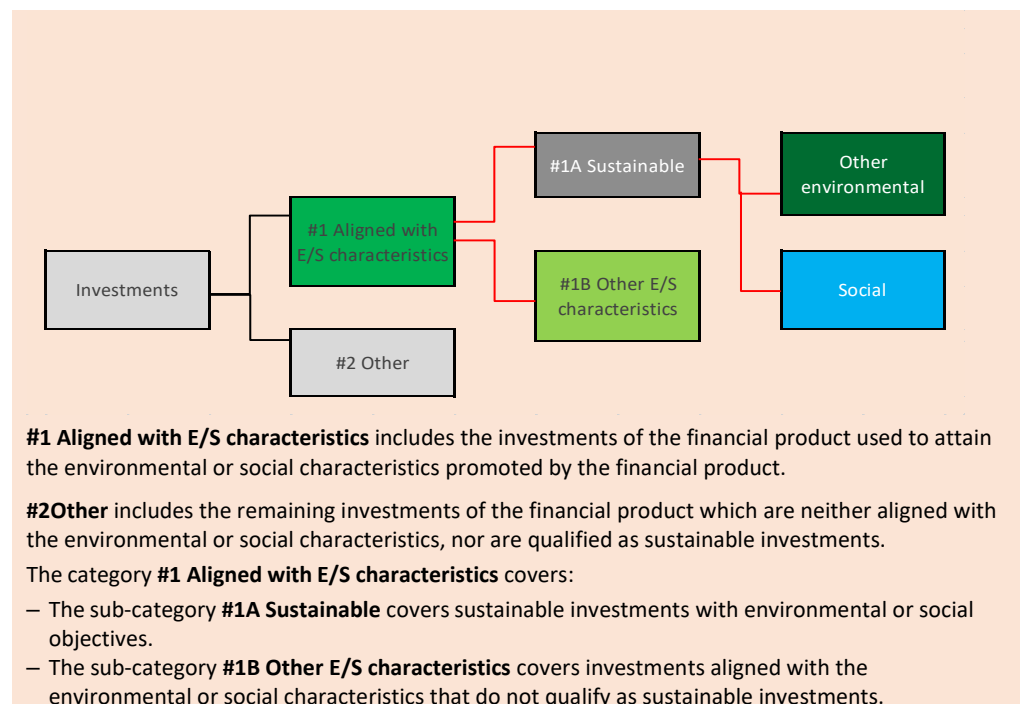 #1A Sustainable
Other
environmental
#1 Aligned with
E/S characteristics
Investments
#1B Other E/S
characteristics
Social
#2 Other
#1 Aligned with E/S characteristics includes the investments of the financial product used to attain
the environmental or social characteristics promoted by the financial product.
#2Other includes the remaining investments of the financial product which are neither aligned with
the environmental or social characteristics, nor are qualified as sustainable investments.
The category #1 Aligned with E/S characteristics covers:
– The sub-category #1A Sustainable covers sustainable investments with environmental or social
objectives.
– The sub-category #1B Other E/S characteristics covers investments aligned with the
environmental or social characteristics that do not qualify as sustainable investments.